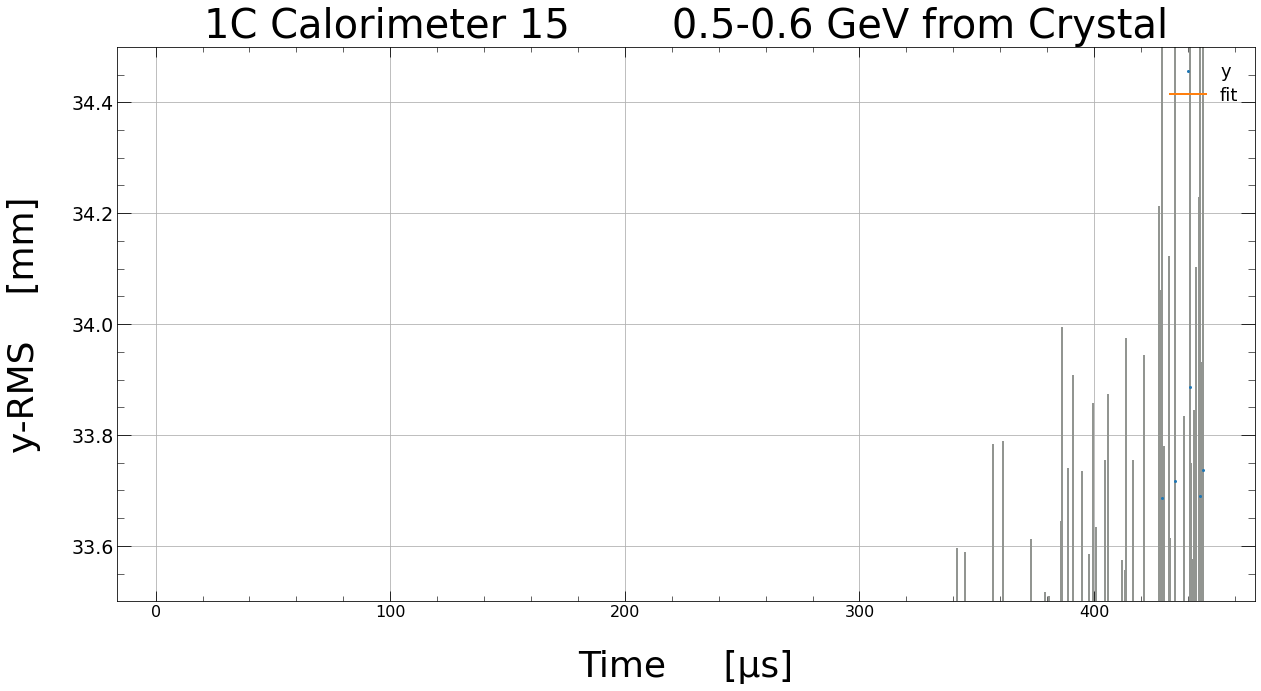 1C Calorimeter 15 0.5-0.6 GeV from Crystal
y
fit
34.4
34.2
34.0
33.8
33.6
y-RMS [mm]
0 100 200 300 400
Time [µs]